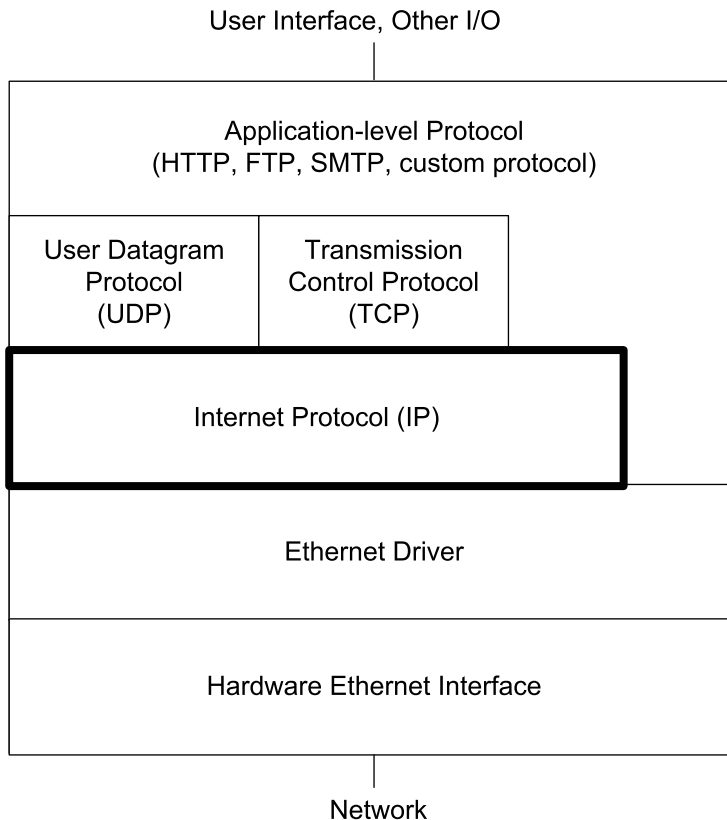 User Interface, Other I/O
Application-level Protocol
(HTTP, FTP, SMTP, custom protocol)
User Datagram
Protocol
(UDP)
Transmission
Control Protocol
(TCP)
Internet Protocol (IP)
Ethernet Driver
Hardware Ethernet Interface
Network